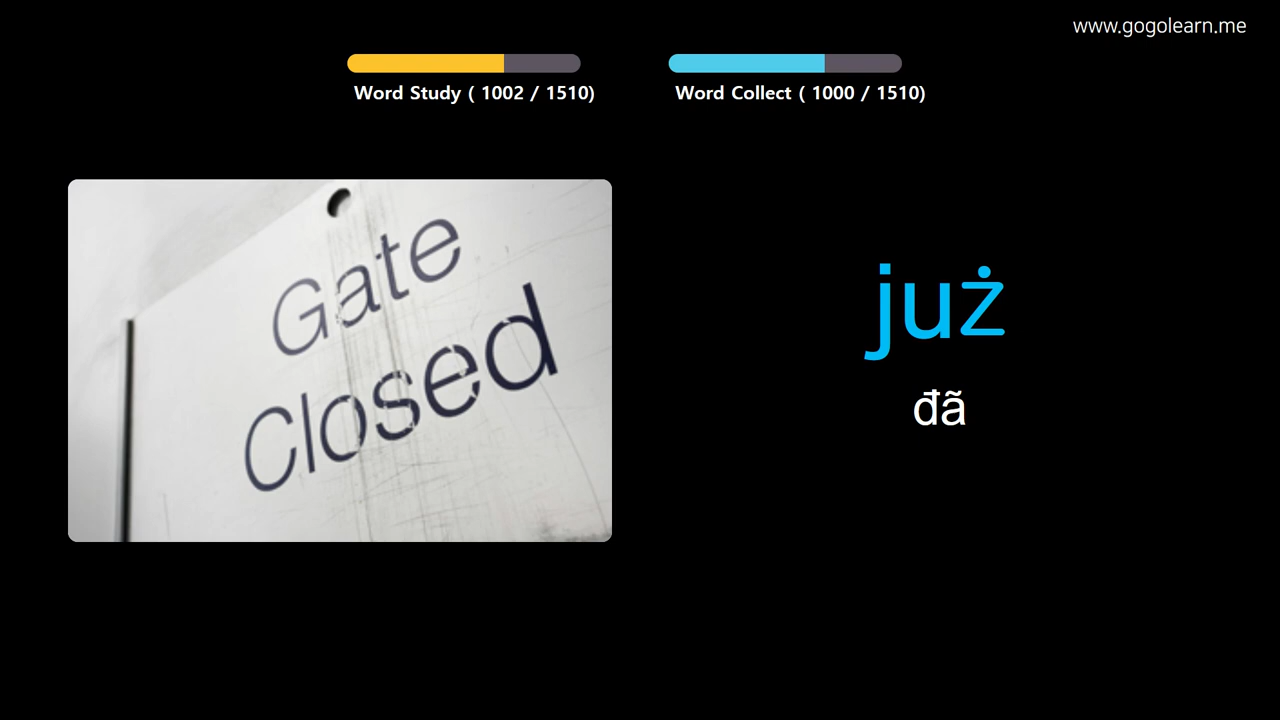 www.gogolearn.me
Word Study ( 1002 / 1510)
Word Collect ( 1000 / 1510)
Gate
Closed
już
đã